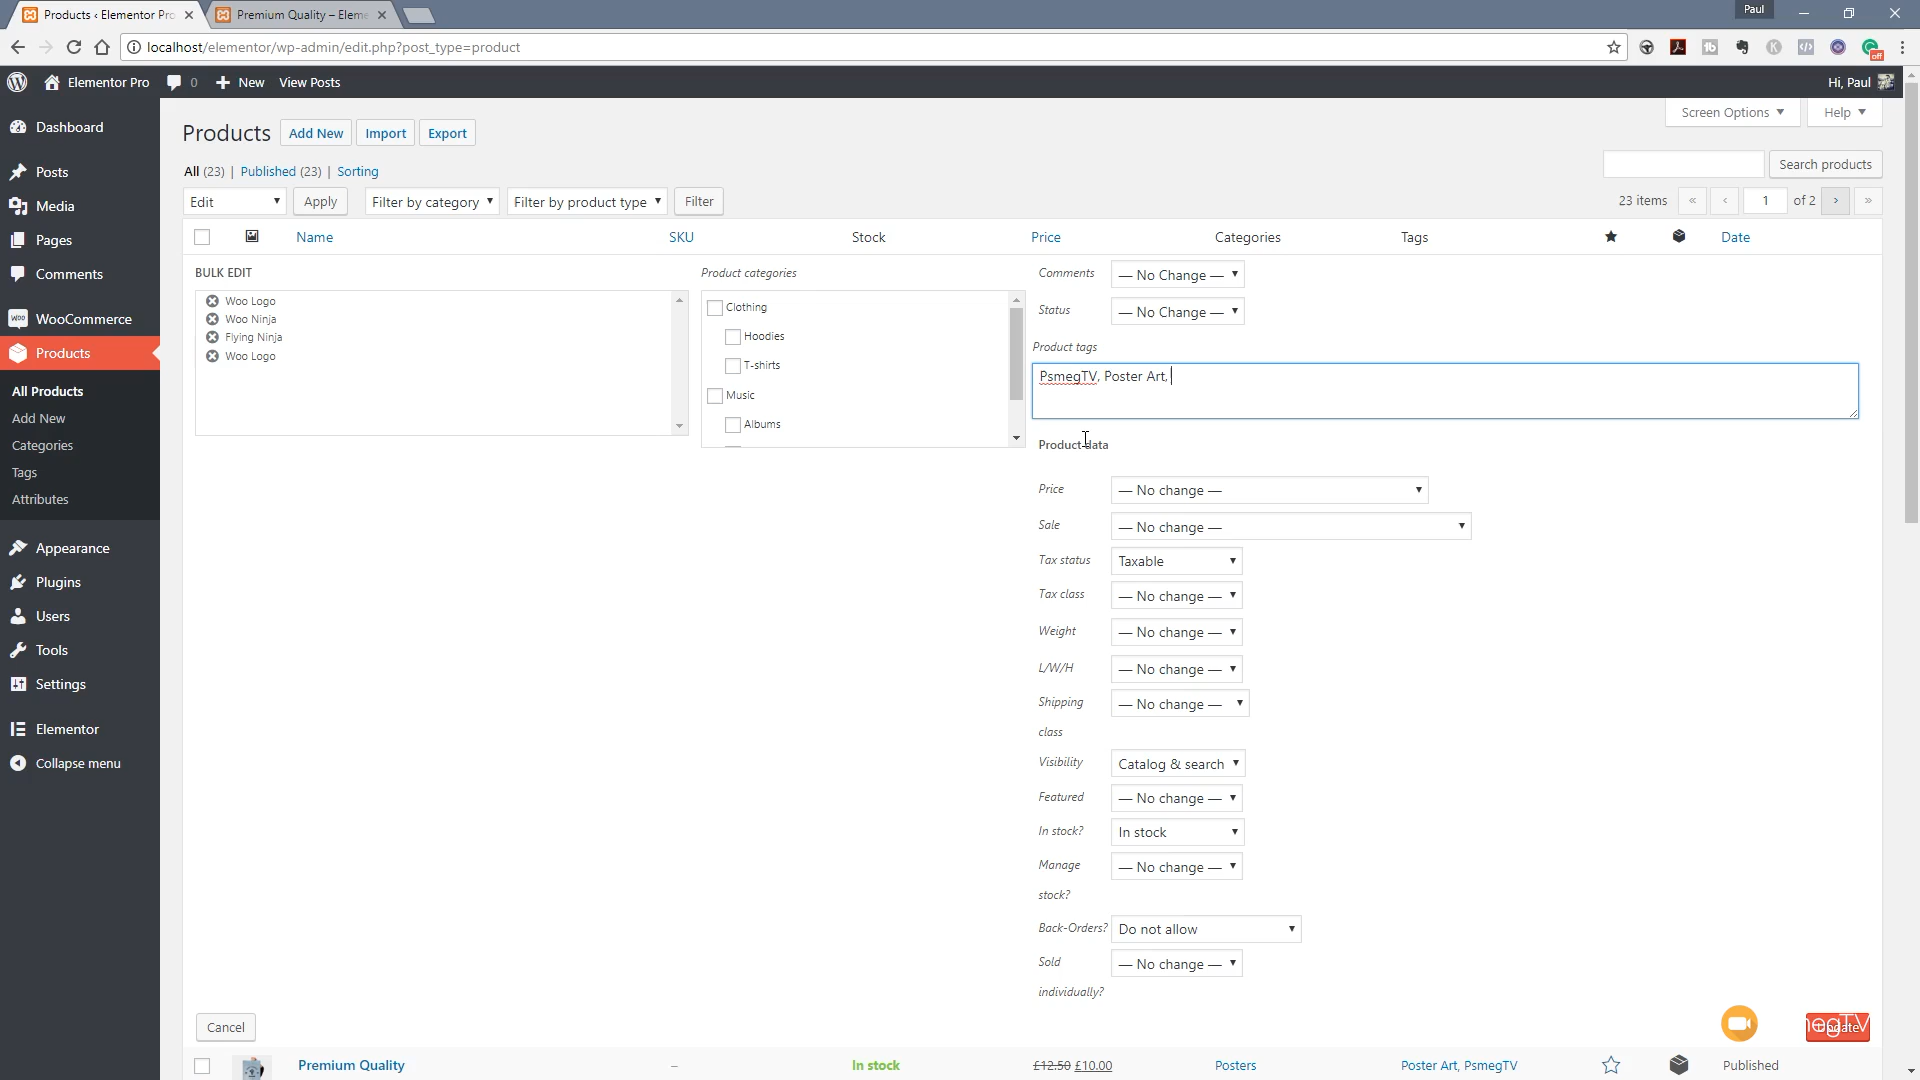 Products ‹ Elementor Pro
Premium Quality – Eleme
Paul
localhost/elementor/wp-admin/edit.php?post_type=product
off
Elementor Pro
0
New
View Posts
Hi, Paul
Dashboard
Posts
Media
Pages
Comments
WooCommerce
Products
All Products
Add New
Categories
Tags
Attributes
Appearance
Plugins
Users
Tools
Settings
Elementor
Collapse menu
Screen Options
Help
Products
Add New
Import
Export
All (23) | Published (23) | Sorting
Search products
Edit
Apply
Filter by category
Filter by product type
Filter
23 items
«
‹
1
of 2
›
»
Name
SKU
Stock
Price
Categories
Tags
Date
BULK EDIT
Woo Logo
Woo Ninja
Flying Ninja
Woo Logo
Product categories
Clothing
Hoodies
T-shirts
Music
Albums
Comments
— No Change —
Status
— No Change —
Product tags
PsmegTV, Poster Art,
Product data
Price
— No change —
Sale
— No change —
Tax status
Taxable
Tax class
— No change —
Weight
— No change —
L/W/H
— No change —
Shipping class
— No change —
Visibility
Catalog & search
Featured
— No change —
In stock?
In stock
Manage stock?
— No change —
Back-Orders?
Do not allow
Sold individually?
— No change —
Cancel
Update
Premium Quality
–
In stock
£12.50 £10.00
Posters
Poster Art, PsmegTV
Published